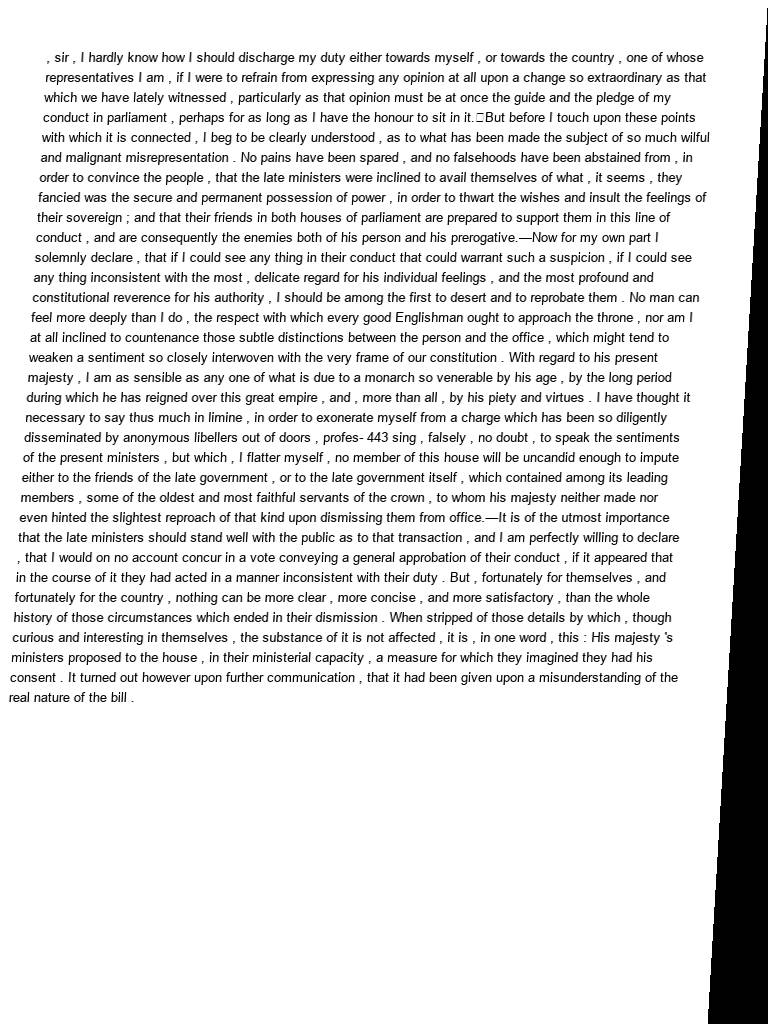 , sir , I hardly know how I should discharge my duty either towards myself , or towards the country , one of whose
representatives I am , if I were to refrain from expressing any opinion at all upon a change so extraordinary as that
which we have lately witnessed , particularly as that opinion must be at once the guide and the pledge of my
conduct in parliament , perhaps for as long as I have the honour to sit in it.□But before I touch upon these points
with which it is connected , I beg to be clearly understood , as to what has been made the subject of so much wilful
and malignant misrepresentation . No pains have been spared , and no falsehoods have been abstained from , in
order to convince the people , that the late ministers were inclined to avail themselves of what , it seems , they
fancied was the secure and permanent possession of power , in order to thwart the wishes and insult the feelings of
their sovereign ; and that their friends in both houses of parliament are prepared to support them in this line of
conduct , and are consequently the enemies both of his person and his prerogative.—Now for my own part I
solemnly declare , that if I could see any thing in their conduct that could warrant such a suspicion , if I could see
any thing inconsistent with the most , delicate regard for his individual feelings , and the most profound and
constitutional reverence for his authority , I should be among the first to desert and to reprobate them . No man can
feel more deeply than I do , the respect with which every good Englishman ought to approach the throne , nor am I
at all inclined to countenance those subtle distinctions between the person and the office , which might tend to
weaken a sentiment so closely interwoven with the very frame of our constitution . With regard to his present
majesty , I am as sensible as any one of what is due to a monarch so venerable by his age , by the long period
during which he has reigned over this great empire , and , more than all , by his piety and virtues . I have thought it
necessary to say thus much in limine , in order to exonerate myself from a charge which has been so diligently
disseminated by anonymous libellers out of doors , profes- 443 sing , falsely , no doubt , to speak the sentiments
of the present ministers , but which , I flatter myself , no member of this house will be uncandid enough to impute
either to the friends of the late government , or to the late government itself , which contained among its leading
members , some of the oldest and most faithful servants of the crown , to whom his majesty neither made nor
even hinted the slightest reproach of that kind upon dismissing them from office.—It is of the utmost importance
that the late ministers should stand well with the public as to that transaction , and I am perfectly willing to declare
, that I would on no account concur in a vote conveying a general approbation of their conduct , if it appeared that
in the course of it they had acted in a manner inconsistent with their duty . But , fortunately for themselves , and
fortunately for the country , nothing can be more clear , more concise , and more satisfactory , than the whole
history of those circumstances which ended in their dismission . When stripped of those details by which , though
curious and interesting in themselves , the substance of it is not affected , it is , in one word , this : His majesty 's
ministers proposed to the house , in their ministerial capacity , a measure for which they imagined they had his
consent . It turned out however upon further communication , that it had been given upon a misunderstanding of the
real nature of the bill .